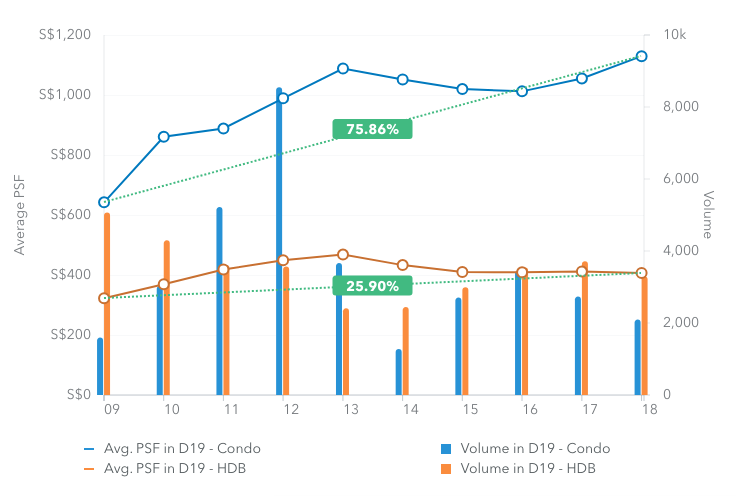 S$1,200
10k
S$1,000
8,000
75.86%
S$800
6,000
S$600
Average PSF
Volume
4,000
S$400
25.90%
S$200
2,000
S$0
0
09 10 11 12 13 14 15 16 17 18
Avg. PSF in D19 - Condo
Volume in D19 - Condo
Avg. PSF in D19 - HDB
Volume in D19 - HDB